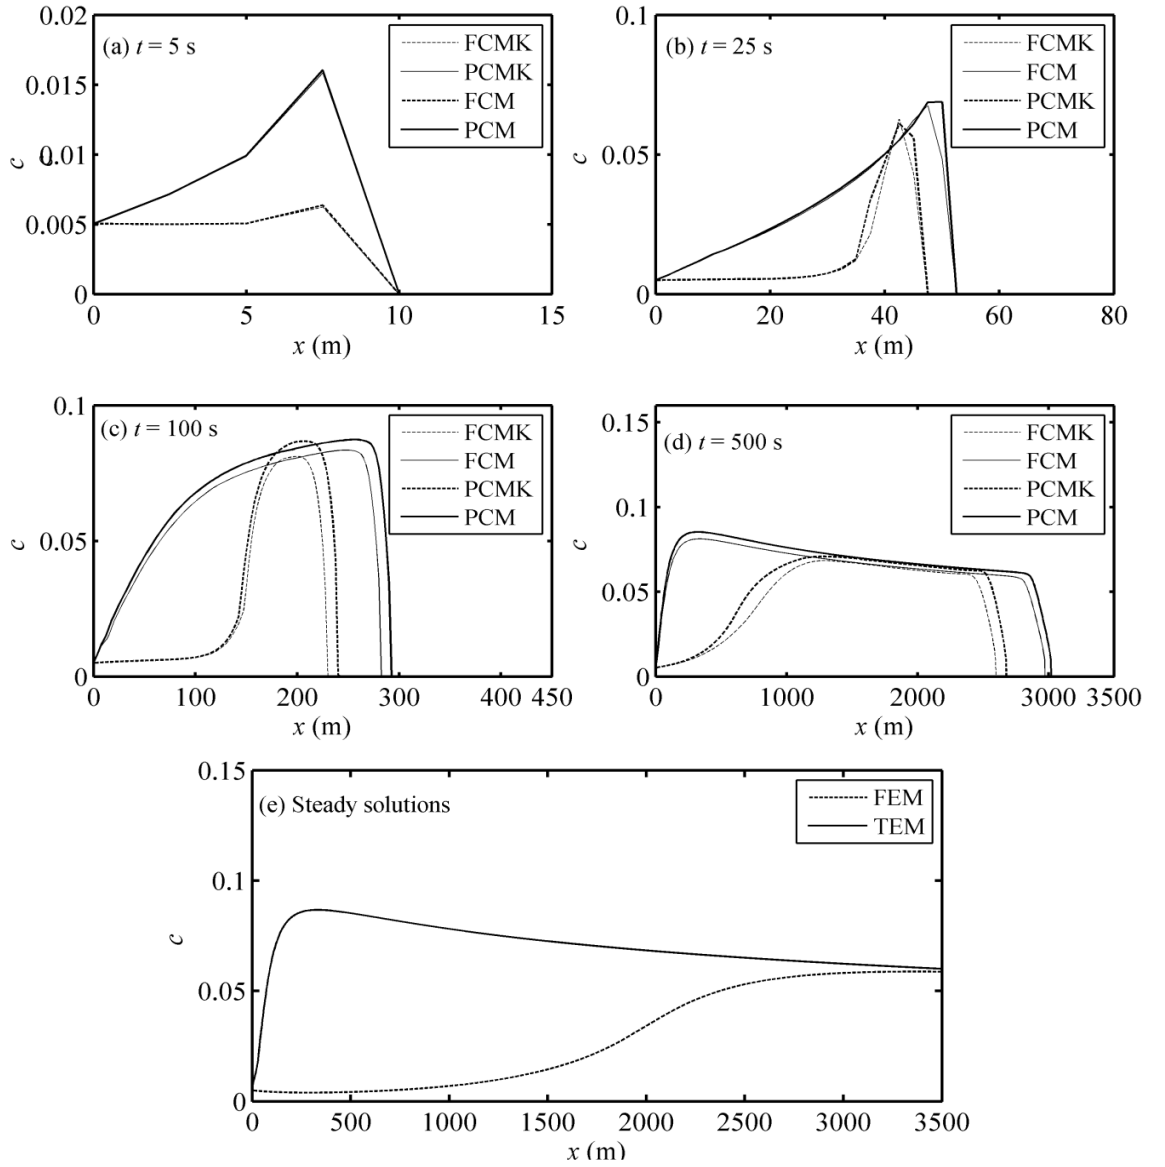 (a) t = 5 s
FCMK
PCMK
FCM
PCM
0.02
0.015
0.01
0.005
0
c
c
0
5
10
15
x (m)
(b) t = 25 s
FCMK
FCM
PCMK
PCM
0.1
0.05
0
c
0
20
40
60
80
x (m)
(c) t = 100 s
FCMK
FCM
PCMK
PCM
0.1
0.05
0
c
0
100
200
300
400
450
x (m)
(d) t = 500 s
FCMK
FCM
PCMK
PCM
0.15
0.1
0.05
0
c
0
1000
2000
3000
3500
x (m)
(e) Steady solutions
FEM
TEM
0.15
0.1
0.05
0
c
0
500
1000
1500
2000
2500
3000
3500
x (m)